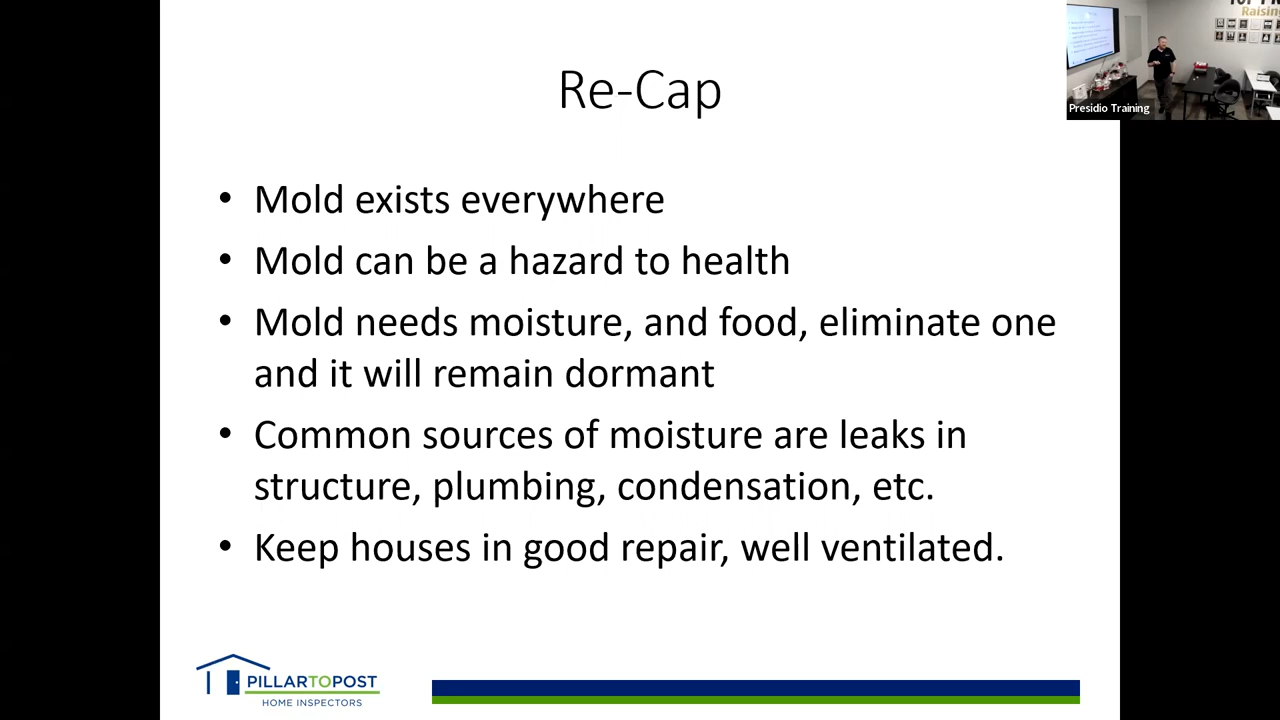 Re-Cap
• Mold exists everywhere
• Mold can be a hazard to health
• Mold needs moisture, and food, eliminate one
and it will remain dormant
• Common sources of moisture are leaks in
structure, plumbing, condensation, etc.
• Keep houses in good repair, well ventilated.
PILLARTOPOST
HOME INSPECTORS
Raising
Presidio Training